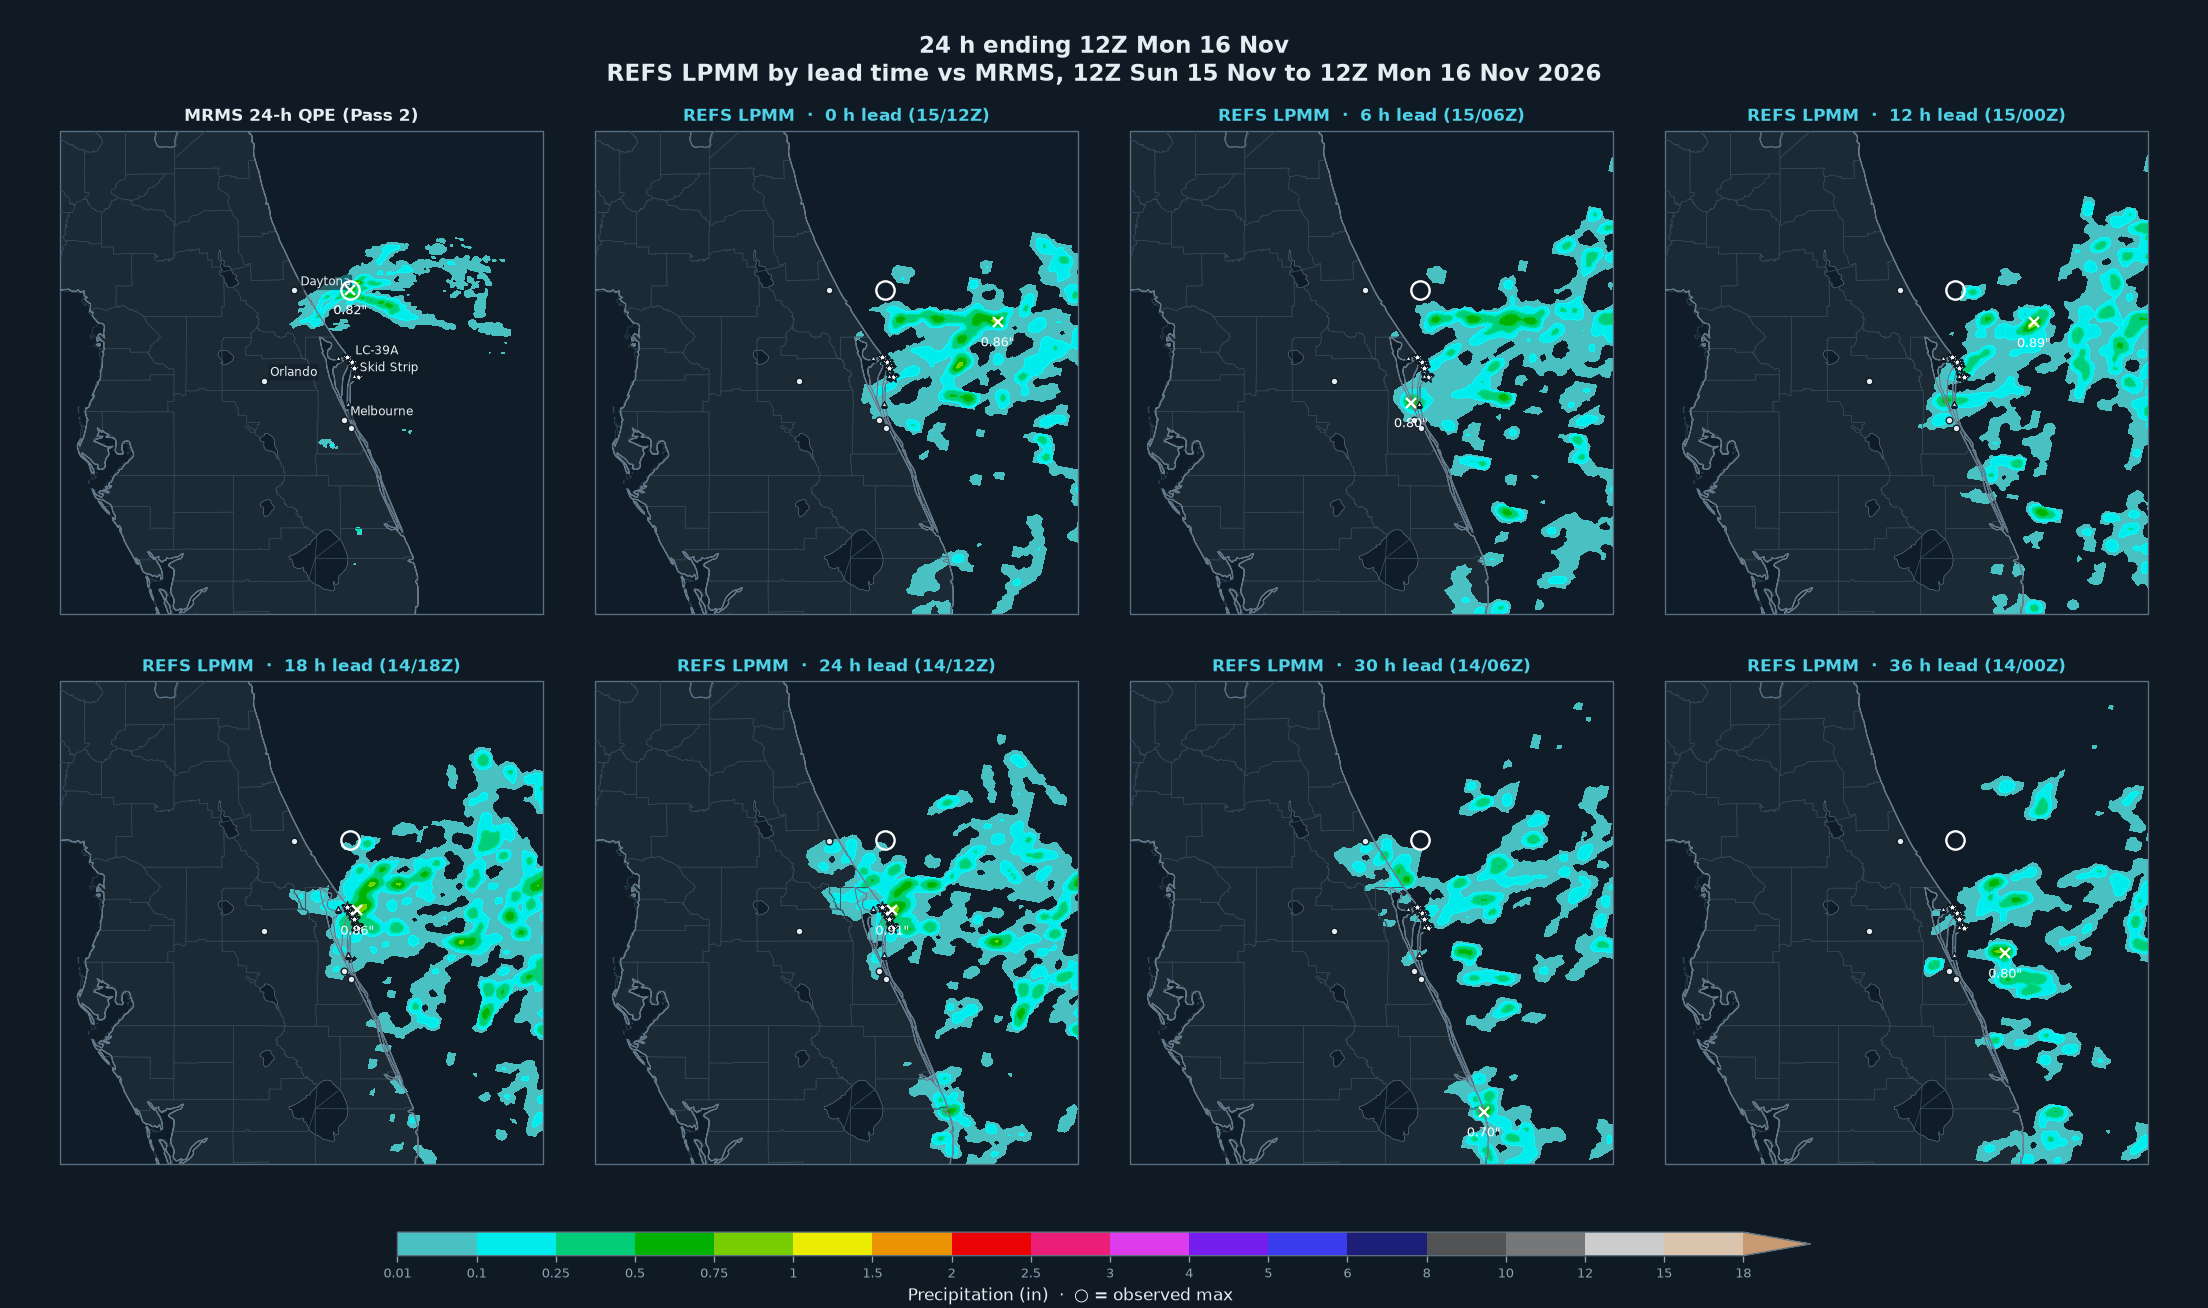 24 h ending 12Z Mon 16 Nov
REFS LPMM by lead time vs MRMS, 12Z Sun 15 Nov to 12Z Mon 16 Nov 2026
MRMS 24-h QPE (Pass 2)
REFS LPMM · 0 h lead (15/12Z)
REFS LPMM · 6 h lead (15/06Z)
REFS LPMM · 12 h lead (15/00Z)
Daytona
0.82"
LC-39A
Skid Strip
Orlando
Melbourne
0.86"
0.80"
0.89"
REFS LPMM · 18 h lead (14/18Z)
REFS LPMM · 24 h lead (14/12Z)
REFS LPMM · 30 h lead (14/06Z)
REFS LPMM · 36 h lead (14/00Z)
0.86"
0.91"
0.70"
0.80"
0.01 0.1 0.25 0.5 0.75 1 1.5 2 2.5 3 4 5 6 8 10 12 15 18
Precipitation (in) · ○ = observed max